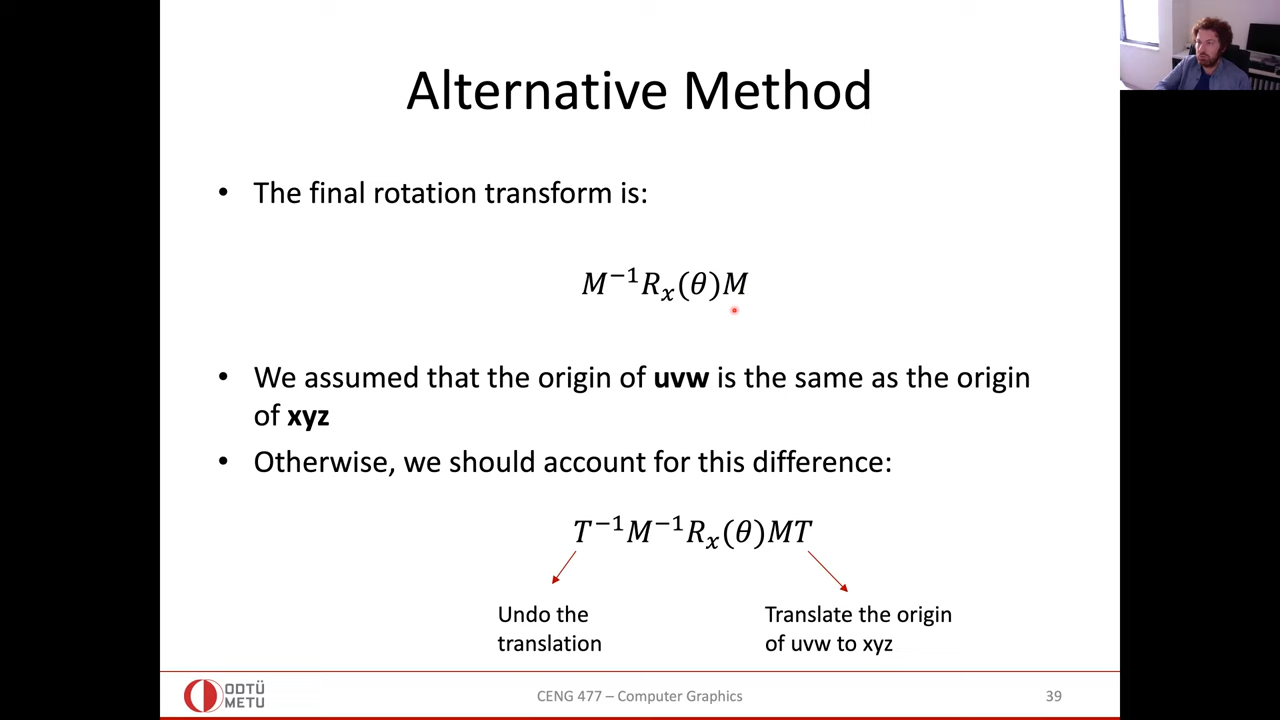 Alternative Method
• The final rotation transform is:
M⁻¹Rₓ(θ)M
• We assumed that the origin of uvw is the same as the origin
of xyz
• Otherwise, we should account for this difference:
T⁻¹M⁻¹Rₓ(θ)MT
Undo the
translation
Translate the origin
of uvw to xyz
ODTÜ
METU
CENG 477 – Computer Graphics
39